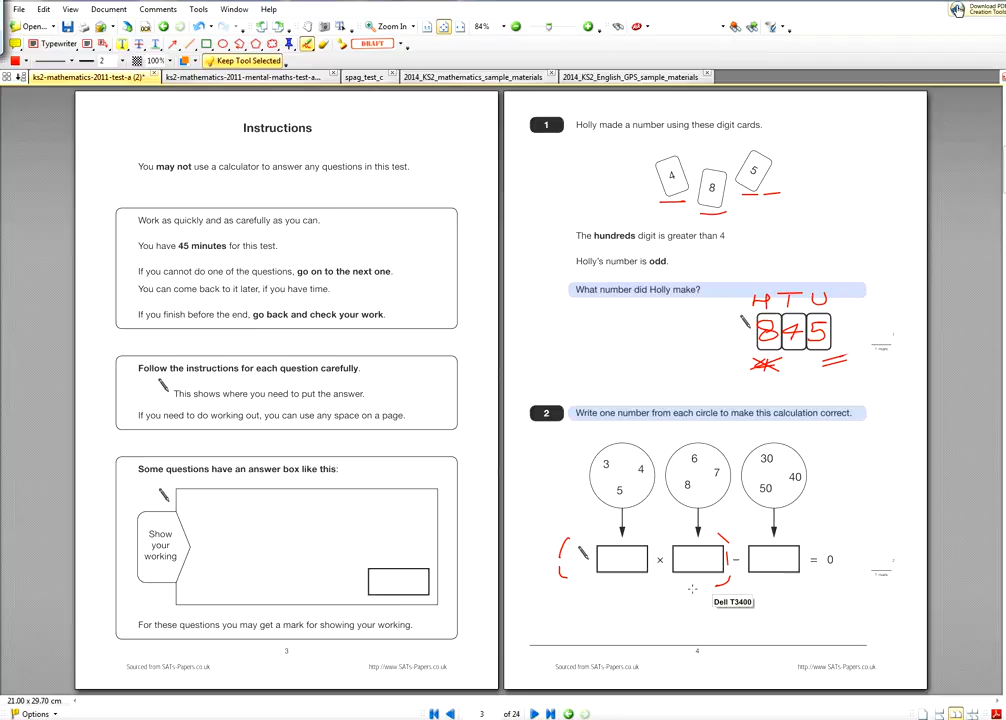 File Edit View Document Comments Tools Window Help
Download PDF
Creation Tools
Open...
OCR
Zoom In
84%
Typewriter
DRAFT
2
100%
Keep Tool Selected
ks2-mathematics-2011-test-a (2)*
ks2-mathematics-2011-mental-maths-test-a...
spag_test_c
2014_KS2_mathematics_sample_materials
2014_KS2_English_GPS_sample_materials
Instructions
You may not use a calculator to answer any questions in this test.
Work as quickly and as carefully as you can.
You have 45 minutes for this test.
If you cannot do one of the questions, go on to the next one.
You can come back to it later, if you have time.
If you finish before the end, go back and check your work.
Follow the instructions for each question carefully.
This shows where you need to put the answer.
If you need to do working out, you can use any space on a page.
Some questions have an answer box like this:
Show
your
working
For these questions you may get a mark for showing your working.
3
Sourced from SATs-Papers.co.uk
http://www.SATs-Papers.co.uk
1 Holly made a number using these digit cards.
4 8 5
The hundreds digit is greater than 4
Holly's number is odd.
What number did Holly make?
H T U
8 4 5
1 mark
2 Write one number from each circle to make this calculation correct.
3 4 5
6 7 8
30 40 50
( × ) − = 0
1 mark
Dell T3400
4
Sourced from SATs-Papers.co.uk
http://www.SATs-Papers.co.uk
21.00 x 29.70 cm
Options
3 of 24